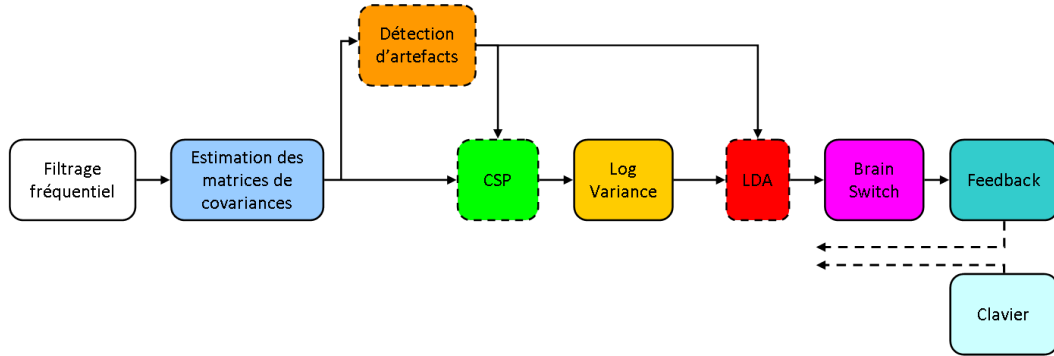 Détection
d'artefacts
Filtrage
fréquentiel
Estimation des
matrices de
covariances
CSP
Log
Variance
LDA
Brain
Switch
Feedback
Clavier